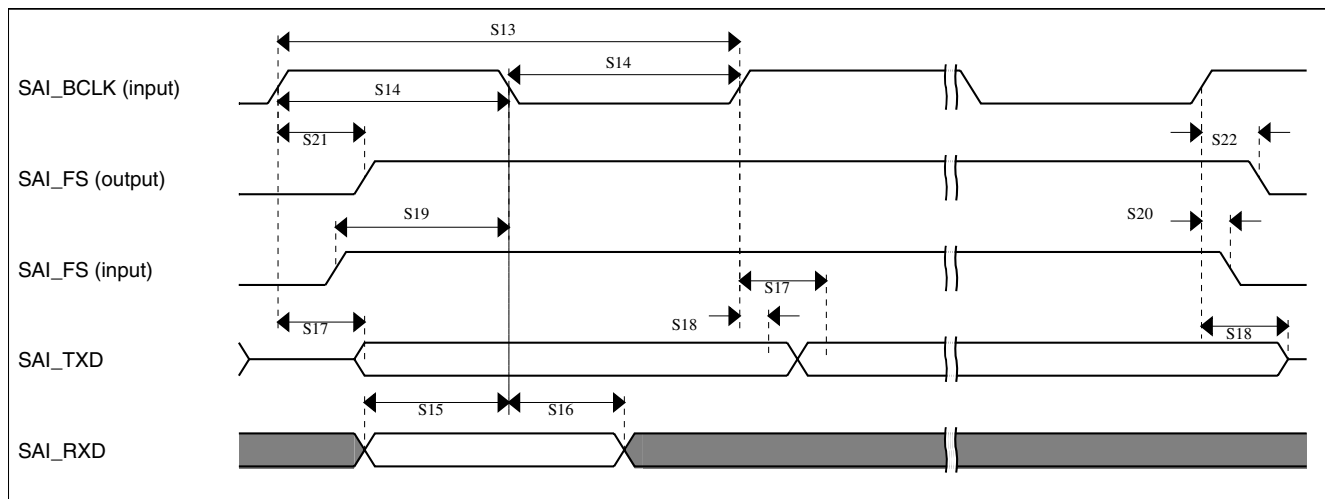 S13
SAI_BCLK (input)
S14
S14
S21
S22
SAI_FS (output)
S19
S20
SAI_FS (input)
S17
S17
S18
S18
SAI_TXD
S15
S16
SAI_RXD